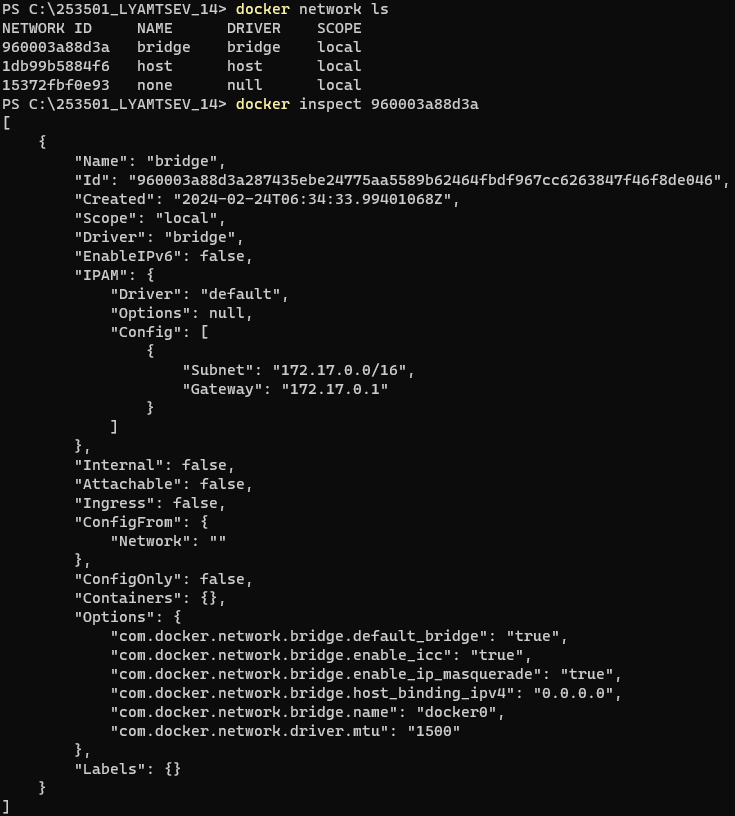 PS C:\253501_LYAMTSEV_14> docker network ls
NETWORK ID     NAME      DRIVER    SCOPE
960003a88d3a   bridge    bridge    local
1db99b5884f6   host      host      local
15372fbf0e93   none      null      local
PS C:\253501_LYAMTSEV_14> docker inspect 960003a88d3a
[
    {
        "Name": "bridge",
        "Id": "960003a88d3a287435ebe24775aa5589b62464fbdf967cc6263847f46f8de046",
        "Created": "2024-02-24T06:34:33.99401068Z",
        "Scope": "local",
        "Driver": "bridge",
        "EnableIPv6": false,
        "IPAM": {
            "Driver": "default",
            "Options": null,
            "Config": [
                {
                    "Subnet": "172.17.0.0/16",
                    "Gateway": "172.17.0.1"
                }
            ]
        },
        "Internal": false,
        "Attachable": false,
        "Ingress": false,
        "ConfigFrom": {
            "Network": ""
        },
        "ConfigOnly": false,
        "Containers": {},
        "Options": {
            "com.docker.network.bridge.default_bridge": "true",
            "com.docker.network.bridge.enable_icc": "true",
            "com.docker.network.bridge.enable_ip_masquerade": "true",
            "com.docker.network.bridge.host_binding_ipv4": "0.0.0.0",
            "com.docker.network.bridge.name": "docker0",
            "com.docker.network.driver.mtu": "1500"
        },
        "Labels": {}
    }
]